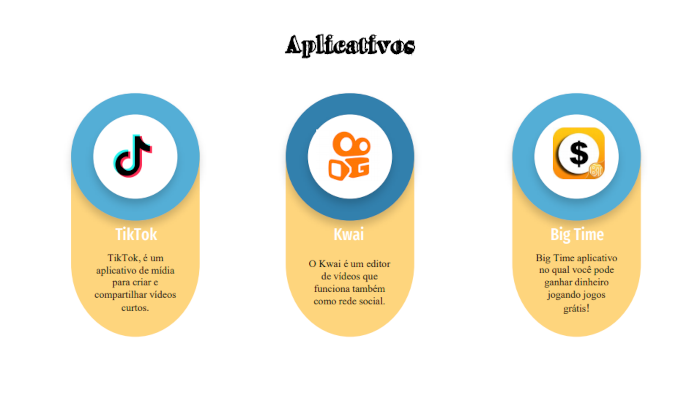 Aplicativos
TikTok
TikTok, é um
aplicativo de mídia
para criar e
compartilhar vídeos
curtos.
Kwai
O Kwai é um editor
de vídeos que
funciona também
como rede social.
$
Big Time
Big Time aplicativo
no qual você pode
ganhar dinheiro
jogando jogos
grátis!